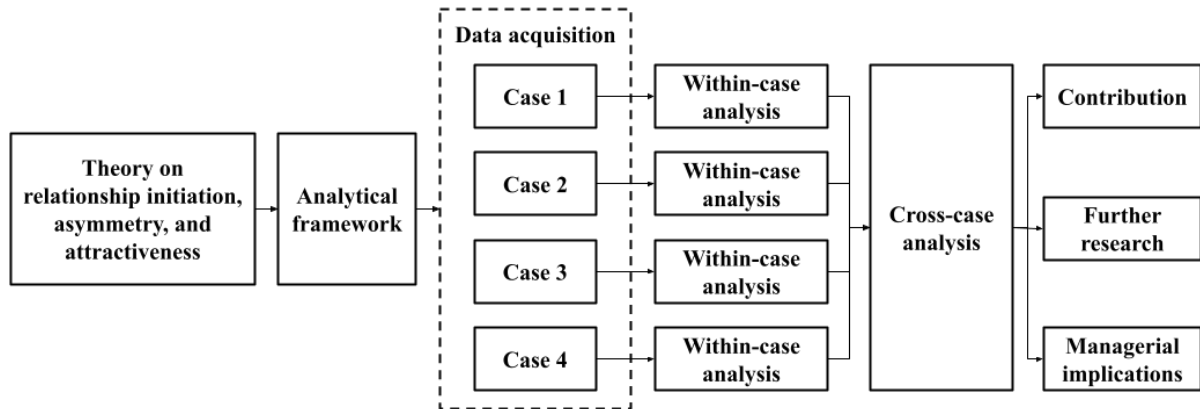 Theory on
relationship initiation,
asymmetry, and
attractiveness
Analytical
framework
Data acquisition
Case 1
Case 2
Case 3
Case 4
Within-case
analysis
Within-case
analysis
Within-case
analysis
Within-case
analysis
Cross-case
analysis
Contribution
Further
research
Managerial
implications